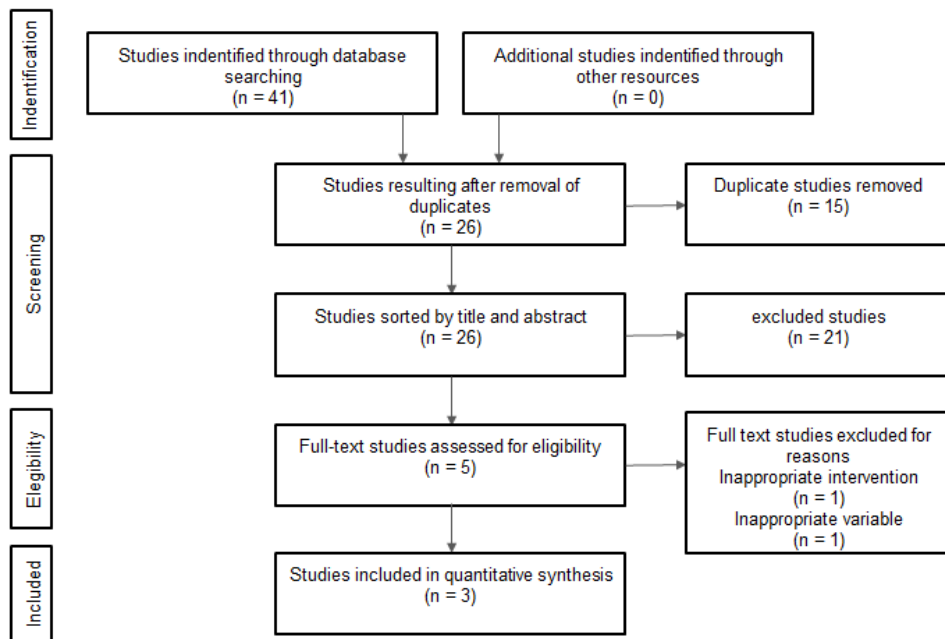 Indentification
Studies indentified through database
searching
(n = 41)
Additional studies indentified through
other resources
(n = 0)
Screening
Studies resulting after removal of
duplicates
(n = 26)
Duplicate studies removed
(n = 15)
Studies sorted by title and abstract
(n = 26)
excluded studies
(n = 21)
Elegibility
Full-text studies assessed for eligibility
(n = 5)
Full text studies excluded for
reasons
Inappropriate intervention
(n = 1)
Inappropriate variable
(n = 1)
Included
Studies included in quantitative synthesis
(n = 3)